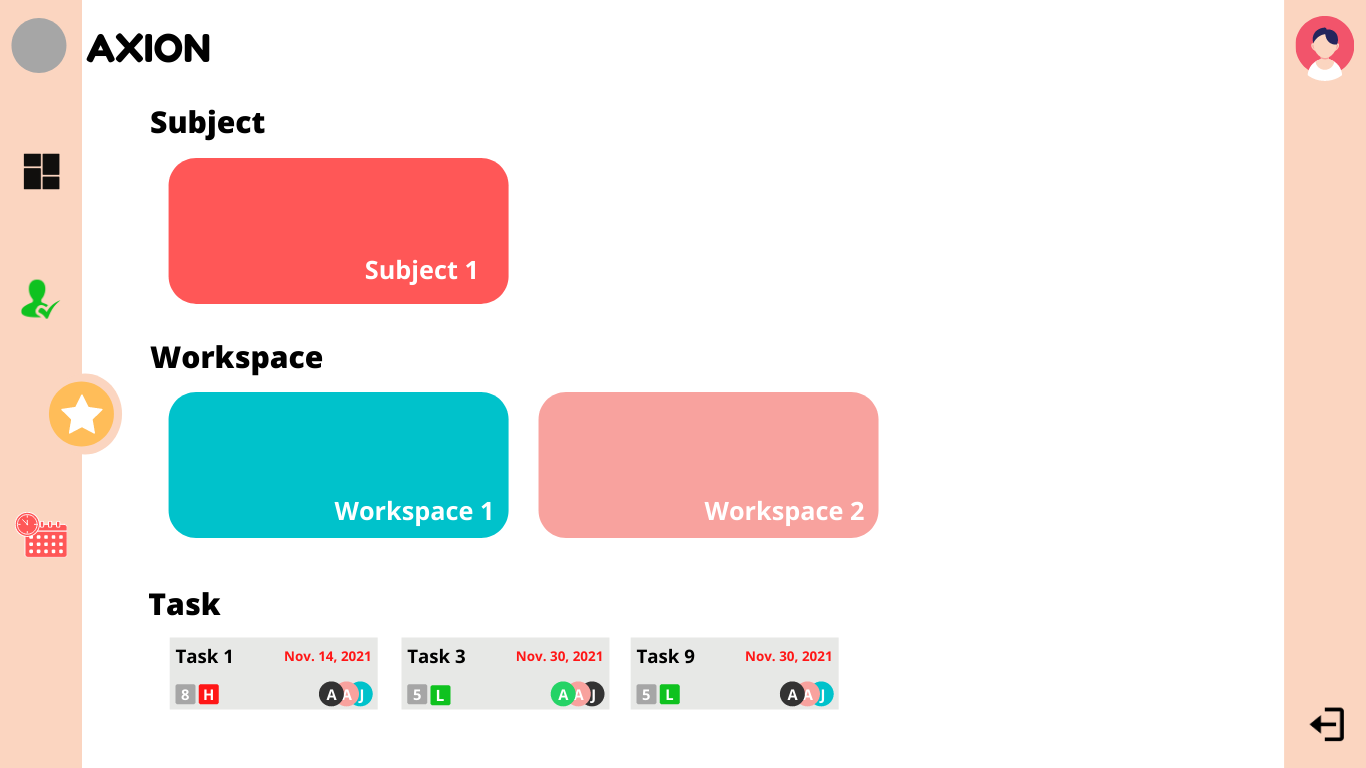 AXION
Subject
Subject 1
Workspace
Workspace 1
Workspace 2
Task
Task 1 Nov. 14, 2021
8 H A A J
Task 3 Nov. 30, 2021
5 L A A J
Task 9 Nov. 30, 2021
5 L A A J